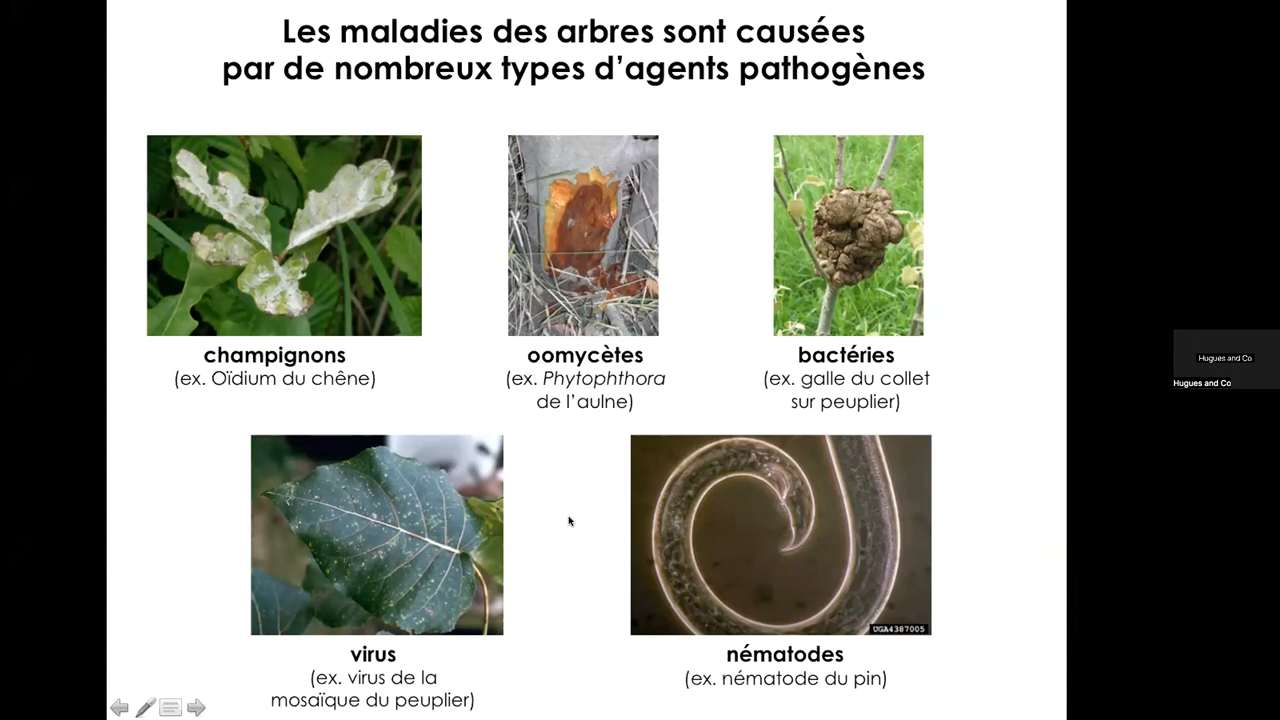 Les maladies des arbres sont causées
par de nombreux types d'agents pathogènes
champignons
(ex. Oïdium du chêne)
oomycètes
(ex. Phytophthora
de l'aulne)
bactéries
(ex. galle du collet
sur peuplier)
Hugues and Co
Hugues and Co
UGA4387005
virus
(ex. virus de la
mosaïque du peuplier)
nématodes
(ex. nématode du pin)